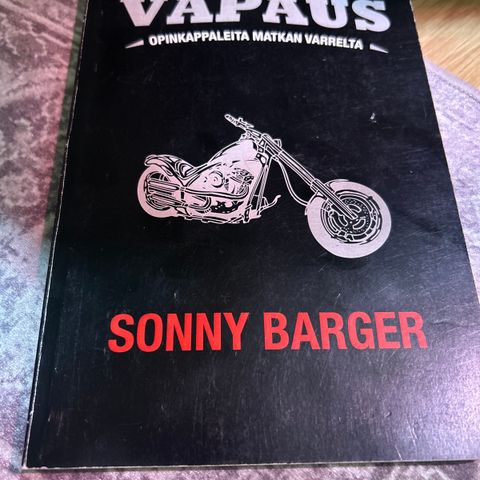 VAPAUS
OPINKAPPALEITA MATKAN VARRELTA
SONNY BARGER